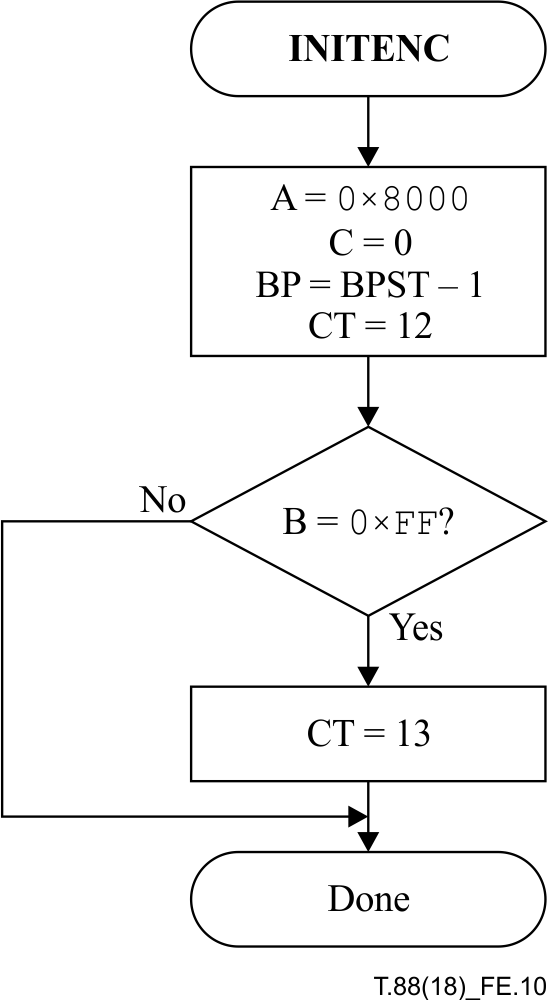 INITENC
A = 0×8000
C = 0
BP = BPST – 1
CT = 12
No
B = 0×FF?
Yes
CT = 13
Done
T.88(18)_FE.10